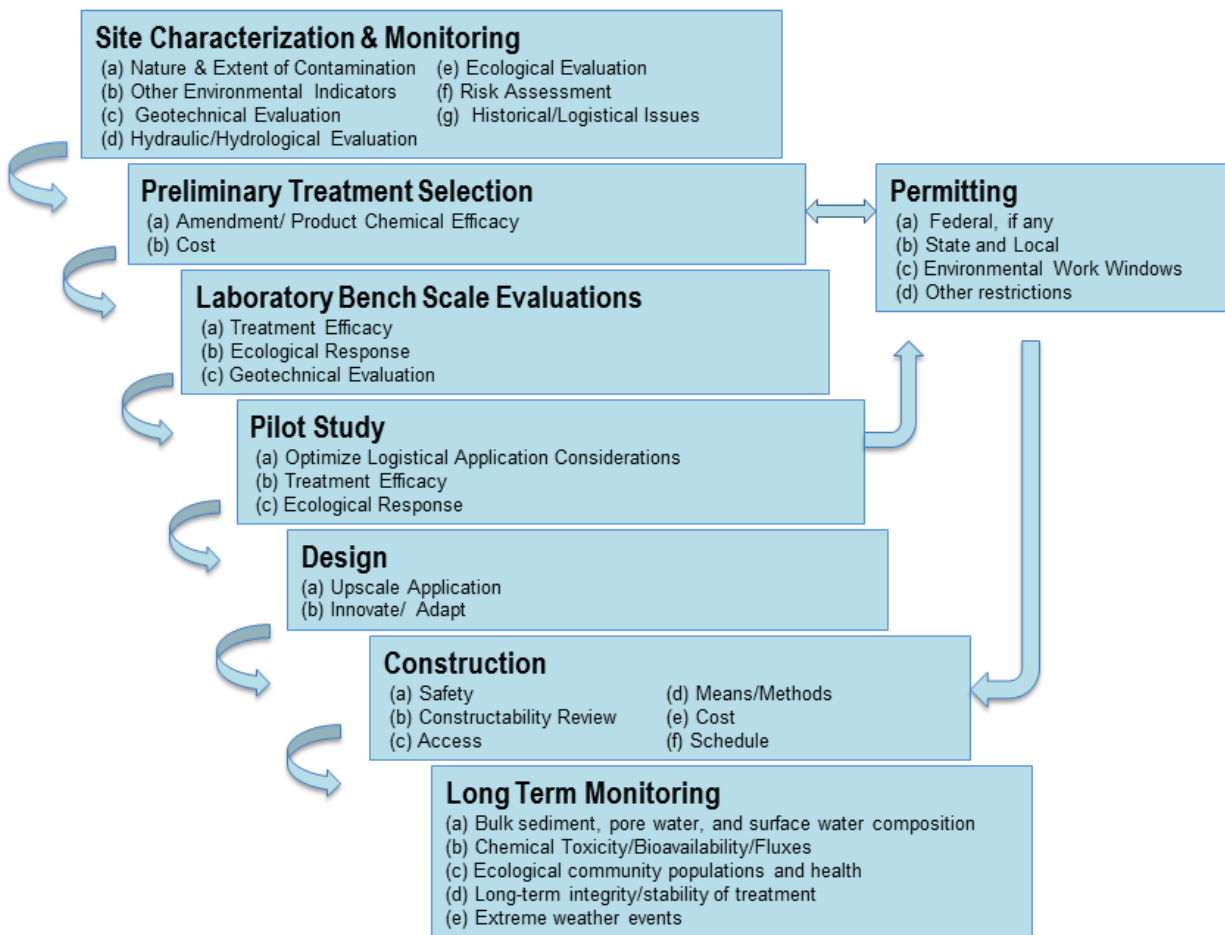 Site Characterization & Monitoring
(a) Nature & Extent of Contamination (e) Ecological Evaluation
(b) Other Environmental Indicators (f) Risk Assessment
(c) Geotechnical Evaluation (g) Historical/Logistical Issues
(d) Hydraulic/Hydrological Evaluation
Preliminary Treatment Selection
(a) Amendment/ Product Chemical Efficacy
(b) Cost
Permitting
(a) Federal, if any
(b) State and Local
(c) Environmental Work Windows
(d) Other restrictions
Laboratory Bench Scale Evaluations
(a) Treatment Efficacy
(b) Ecological Response
(c) Geotechnical Evaluation
Pilot Study
(a) Optimize Logistical Application Considerations
(b) Treatment Efficacy
(c) Ecological Response
Design
(a) Upscale Application
(b) Innovate/ Adapt
Construction
(a) Safety (d) Means/Methods
(b) Constructability Review (e) Cost
(c) Access (f) Schedule
Long Term Monitoring
(a) Bulk sediment, pore water, and surface water composition
(b) Chemical Toxicity/Bioavailability/Fluxes
(c) Ecological community populations and health
(d) Long-term integrity/stability of treatment
(e) Extreme weather events